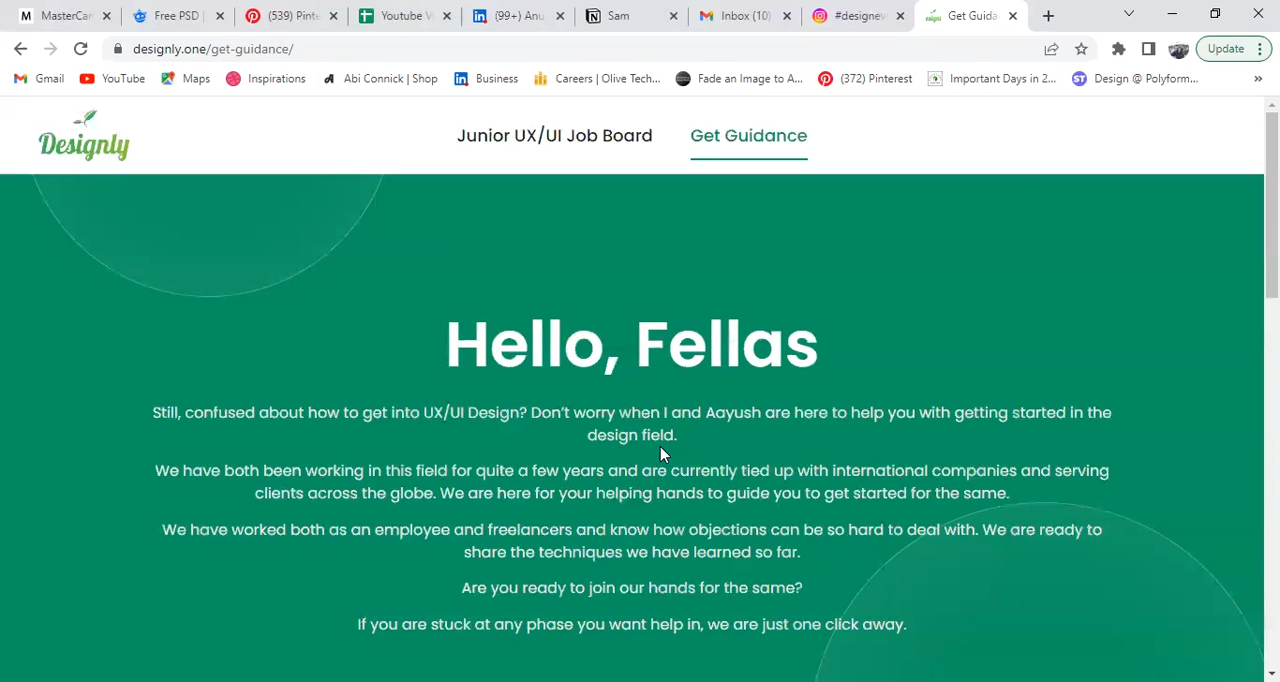 MasterCar
Free PSD |
(539) Pinte
Youtube V
(99+) Anu
Sam
Inbox (10)
#designev
Get Guida
designly.one/get-guidance/
Update
Gmail
YouTube
Maps
Inspirations
Abi Connick | Shop
Business
Careers | Olive Tech...
Fade an Image to A...
(372) Pinterest
Important Days in 2...
Design @ Polyform...
Designly
Junior UX/UI Job Board
Get Guidance
Hello, Fellas
Still, confused about how to get into UX/UI Design? Don't worry when I and Aayush are here to help you with getting started in the
design field.
We have both been working in this field for quite a few years and are currently tied up with international companies and serving
clients across the globe. We are here for your helping hands to guide you to get started for the same.
We have worked both as an employee and freelancers and know how objections can be so hard to deal with. We are ready to
share the techniques we have learned so far.
Are you ready to join our hands for the same?
If you are stuck at any phase you want help in, we are just one click away.